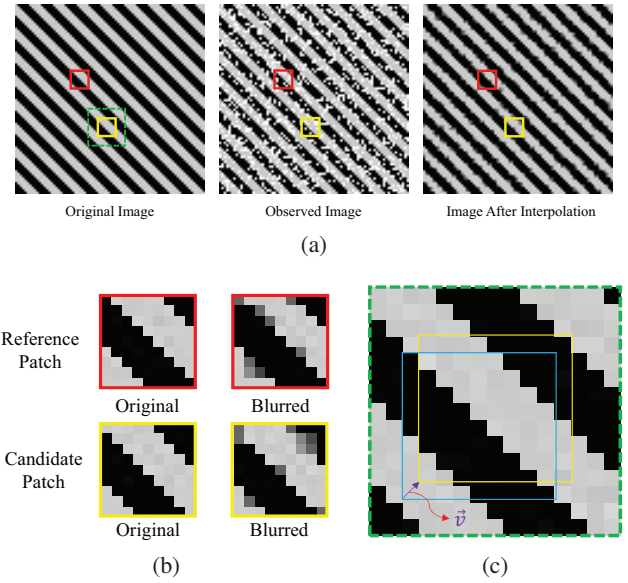 Original Image
Observed Image
Image After Interpolation
(a)
Reference
Patch
Original
Blurred
Candidate
Patch
Original
Blurred
v⃗
(b)
(c)